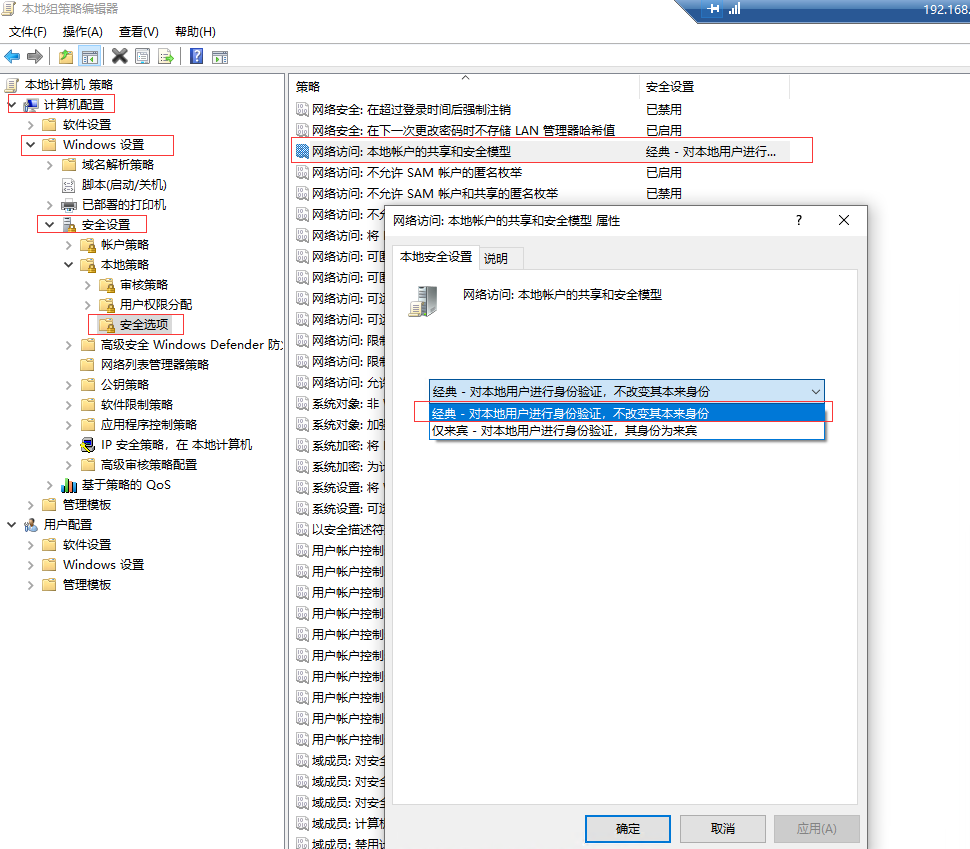 本地组策略编辑器
192.168.
文件(F) 操作(A) 查看(V) 帮助(H)
本地计算机 策略
计算机配置
软件设置
Windows 设置
域名解析策略
脚本(启动/关机)
已部署的打印机
安全设置
帐户策略
本地策略
审核策略
用户权限分配
安全选项
高级安全 Windows Defender 防
网络列表管理器策略
公钥策略
软件限制策略
应用程序控制策略
IP 安全策略，在 本地计算机
高级审核策略配置
基于策略的 QoS
管理模板
用户配置
软件设置
Windows 设置
管理模板
策略 安全设置
网络安全: 在超过登录时间后强制注销 已禁用
网络安全: 在下一次更改密码时不存储 LAN 管理器哈希值 已启用
网络访问: 本地帐户的共享和安全模型 经典 - 对本地用户进行...
网络访问: 不允许 SAM 帐户的匿名枚举 已启用
网络访问: 不允许 SAM 帐户和共享的匿名枚举 已禁用
网络访问: 不
网络访问: 将
网络访问: 可
网络访问: 可
网络访问: 可
网络访问: 可
网络访问: 限
网络访问: 限
网络访问: 允
系统对象: 非
系统对象: 加
系统加密: 将
系统加密: 为
系统设置: 将
系统设置: 可
以安全描述符
用户帐户控制
用户帐户控制
用户帐户控制
用户帐户控制
用户帐户控制
用户帐户控制
用户帐户控制
用户帐户控制
用户帐户控制
用户帐户控制
域成员: 对安
域成员: 对安
域成员: 对安
域成员: 计算
域成员: 禁用
网络访问: 本地帐户的共享和安全模型 属性 ?
本地安全设置 说明
网络访问: 本地帐户的共享和安全模型
经典 - 对本地用户进行身份验证，不改变其本来身份
经典 - 对本地用户进行身份验证，不改变其本来身份
仅来宾 - 对本地用户进行身份验证，其身份为来宾
确定 取消 应用(A)